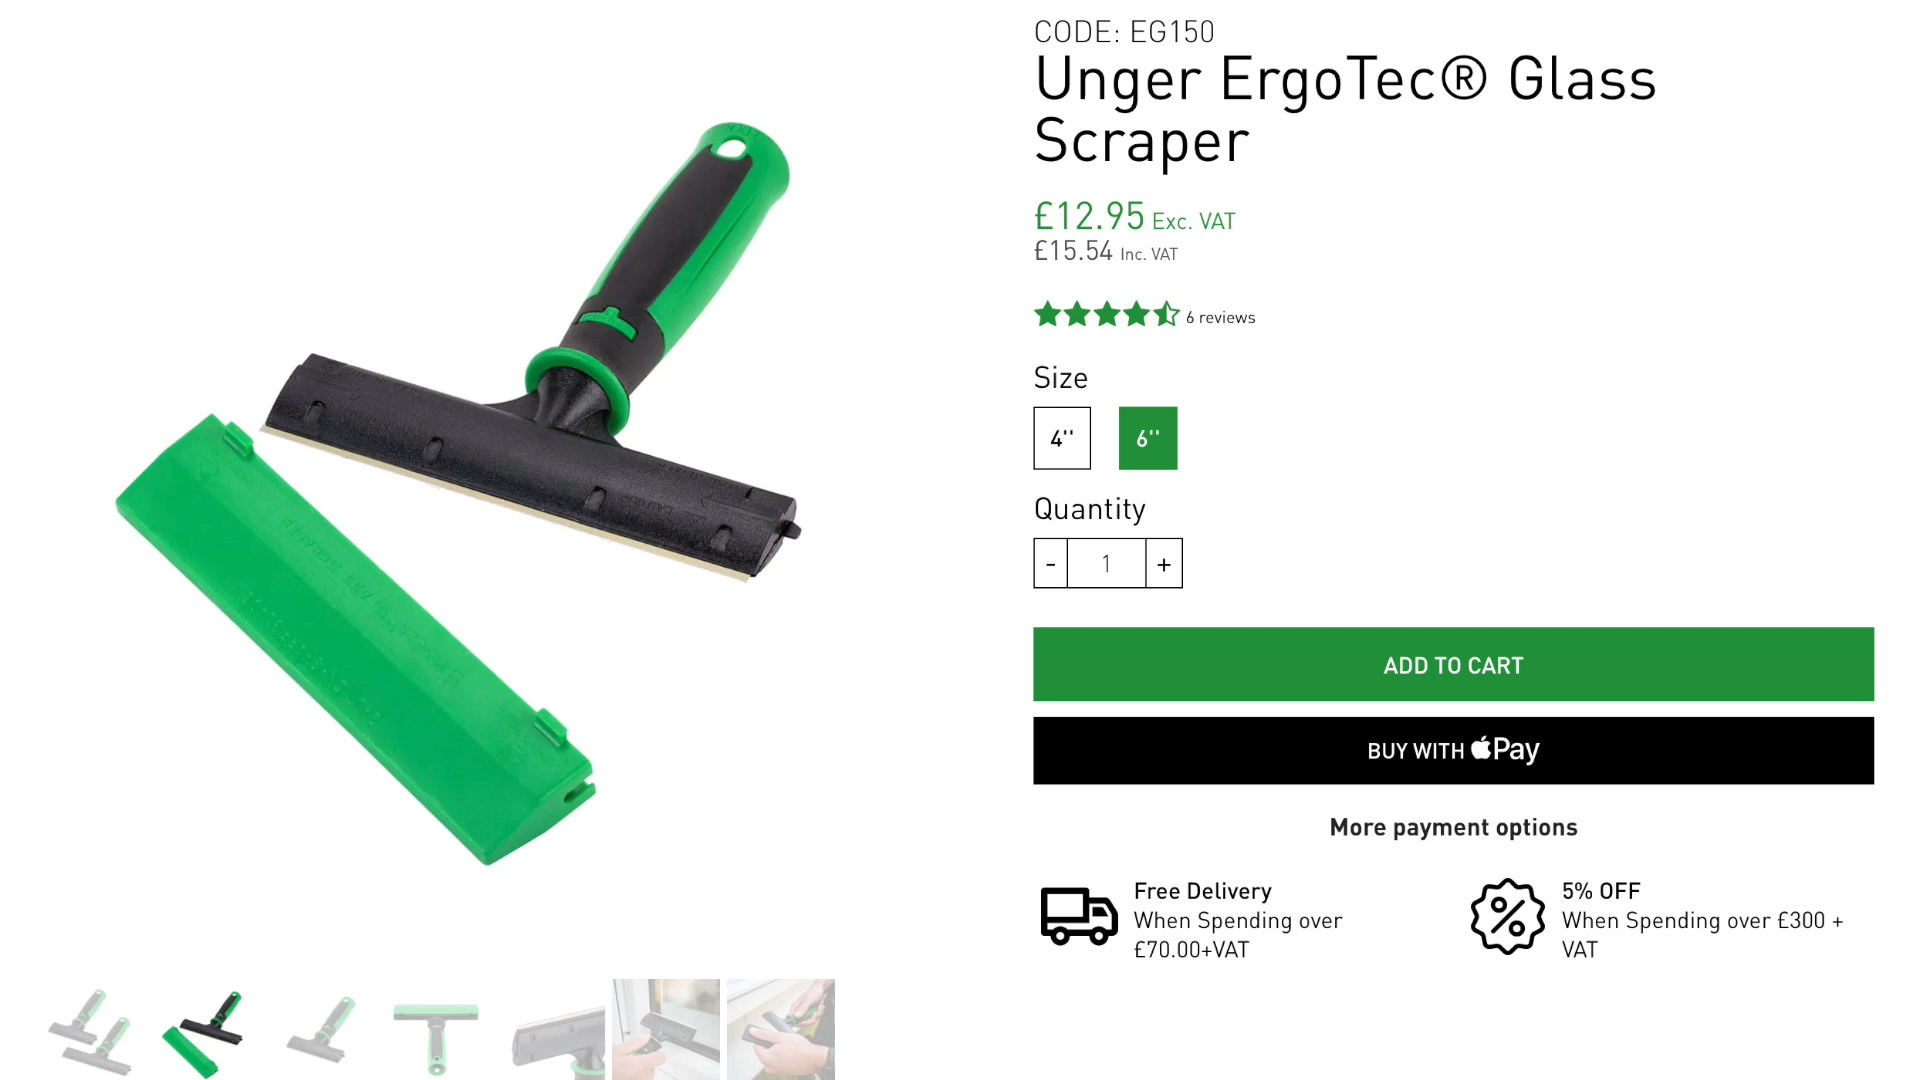 CODE: EG150
Unger ErgoTec® Glass
Scraper
£12.95 Exc. VAT
£15.54 Inc. VAT
6 reviews
Size
4'' 6''
Quantity
- 1 +
ADD TO CART
BUY WITH Pay
More payment options
Free Delivery
When Spending over
£70.00+VAT
5% OFF
When Spending over £300 +
VAT